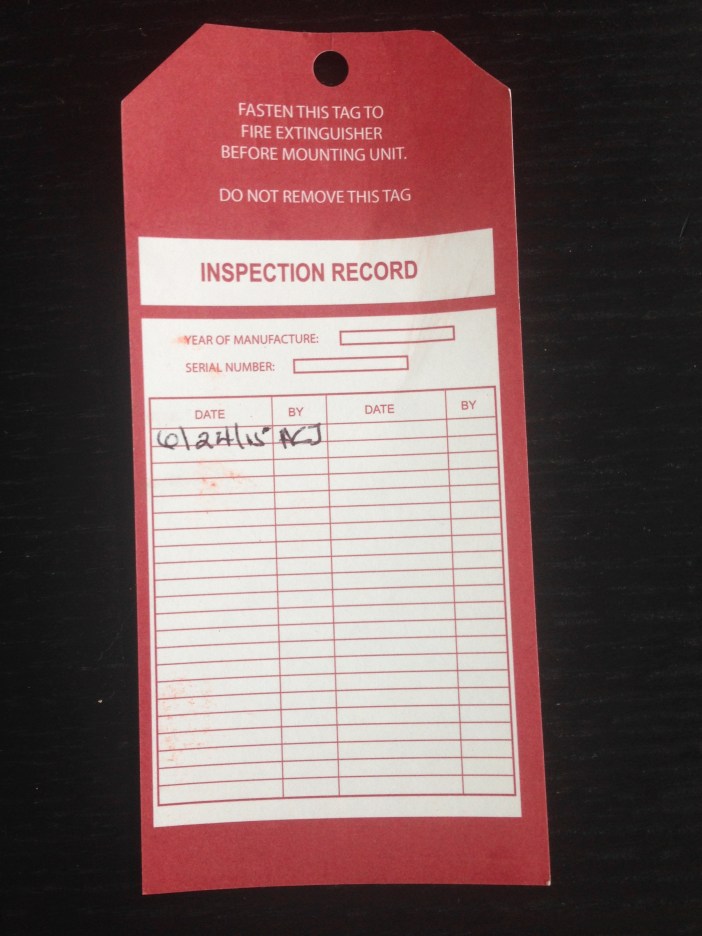 FASTEN THIS TAG TO
FIRE EXTINGUISHER
BEFORE MOUNTING UNIT.
DO NOT REMOVE THIS TAG
INSPECTION RECORD
YEAR OF MANUFACTURE:
SERIAL NUMBER:
DATE BY DATE BY
6/24/15 ACJ